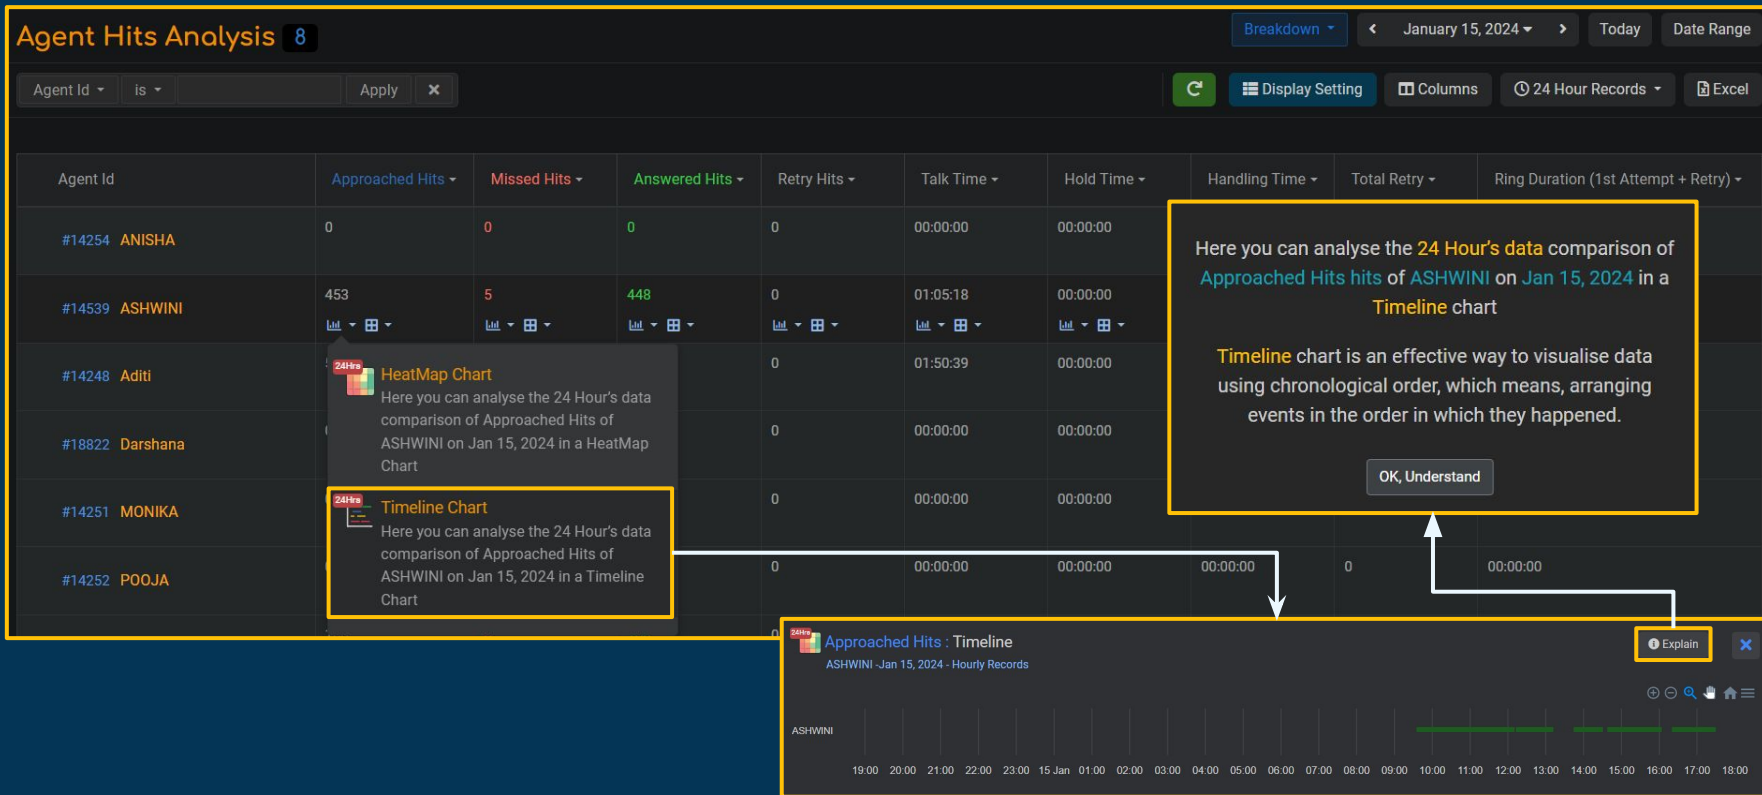 Agent Hits Analysis 8
Breakdown
January 15, 2024
Today
Date Range
Agent Id
is
Apply
Display Setting
Columns
24 Hour Records
Excel
Agent Id
Approached Hits
Missed Hits
Answered Hits
Retry Hits
Talk Time
Hold Time
Handling Time
Total Retry
Ring Duration (1st Attempt + Retry)
#14254 ANISHA
0
0
0
0
00:00:00
00:00:00
#14539 ASHWINI
453
5
448
0
01:05:18
00:00:00
#14248 Aditi
0
01:50:39
00:00:00
#18822 Darshana
0
00:00:00
00:00:00
#14251 MONIKA
0
00:00:00
00:00:00
#14252 POOJA
0
00:00:00
00:00:00
00:00:00
0
00:00:00
24Hrs
HeatMap Chart
Here you can analyse the 24 Hour's data
comparison of Approached Hits of
ASHWINI on Jan 15, 2024 in a HeatMap
Chart
24Hrs
Timeline Chart
Here you can analyse the 24 Hour's data
comparison of Approached Hits of
ASHWINI on Jan 15, 2024 in a Timeline
Chart
Here you can analyse the 24 Hour's data comparison of
Approached Hits hits of ASHWINI on Jan 15, 2024 in a
Timeline chart
Timeline chart is an effective way to visualise data
using chronological order, which means, arranging
events in the order in which they happened.
OK, Understand
24Hrs
Approached Hits : Timeline
ASHWINI -Jan 15, 2024 - Hourly Records
Explain
ASHWINI
19:00 20:00 21:00 22:00 23:00 15 Jan 01:00 02:00 03:00 04:00 05:00 06:00 07:00 08:00 09:00 10:00 11:00 12:00 13:00 14:00 15:00 16:00 17:00 18:00